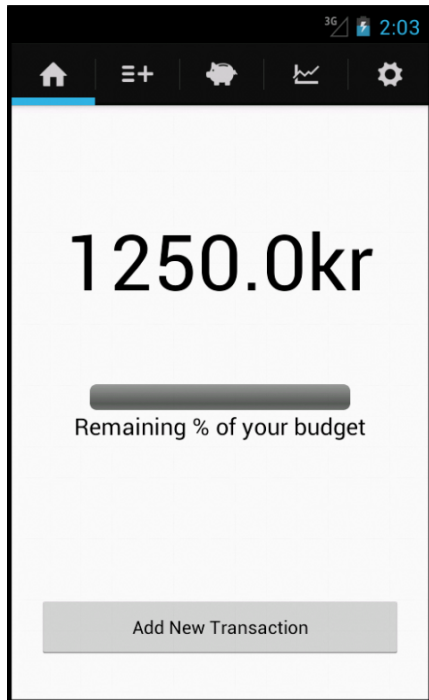 3G 2:03
1250.0kr
Remaining % of your budget
Add New Transaction